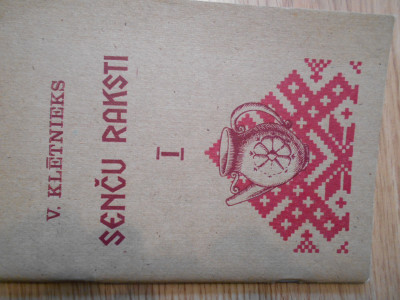 V. KLĒTNIEKS
SENČU RAKSTI
I